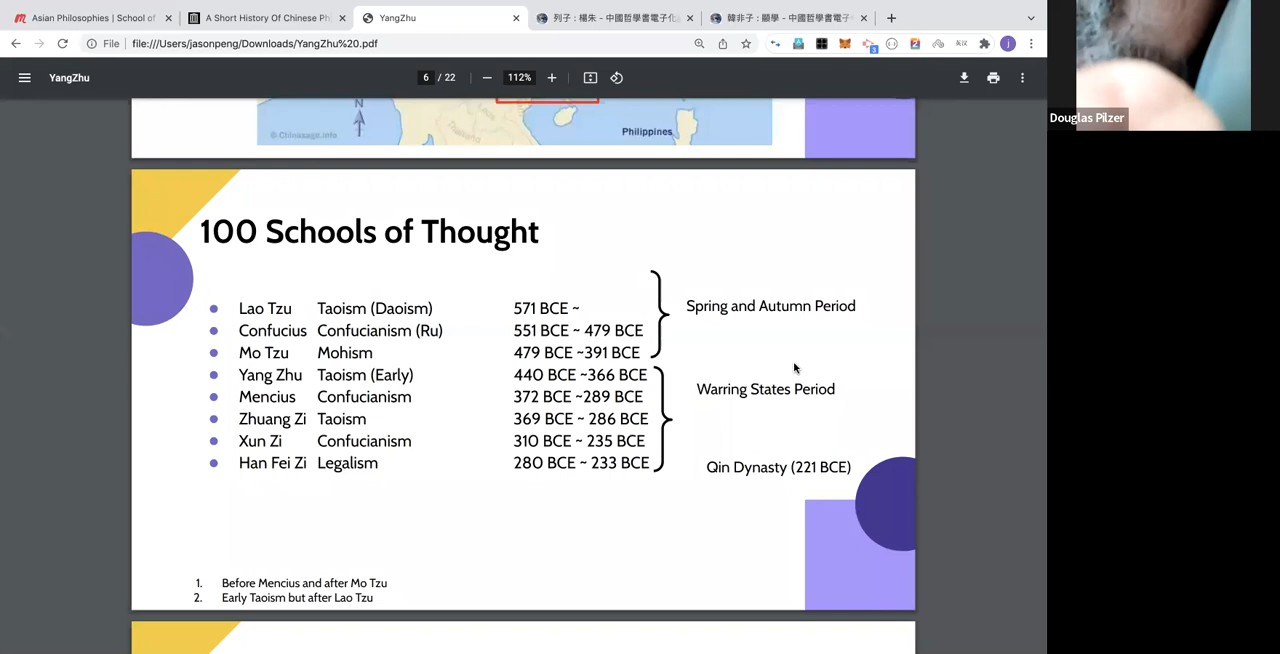 Asian Philosophies | School of
A Short History Of Chinese Ph
YangZhu
列子 : 楊朱 - 中國哲學書電子化
韓非子 : 顯學 - 中國哲學書電子
File
file:///Users/jasonpeng/Downloads/YangZhu%20.pdf
YangZhu
6 / 22
112%
N
© Chinasage.info
Philippines
Douglas Pilzer
100 Schools of Thought
Lao Tzu Taoism (Daoism) 571 BCE ~
Confucius Confucianism (Ru) 551 BCE ~ 479 BCE
Mo Tzu Mohism 479 BCE ~391 BCE
Yang Zhu Taoism (Early) 440 BCE ~366 BCE
Mencius Confucianism 372 BCE ~289 BCE
Zhuang Zi Taoism 369 BCE ~ 286 BCE
Xun Zi Confucianism 310 BCE ~ 235 BCE
Han Fei Zi Legalism 280 BCE ~ 233 BCE
Spring and Autumn Period
Warring States Period
Qin Dynasty (221 BCE)
1. Before Mencius and after Mo Tzu
2. Early Taoism but after Lao Tzu